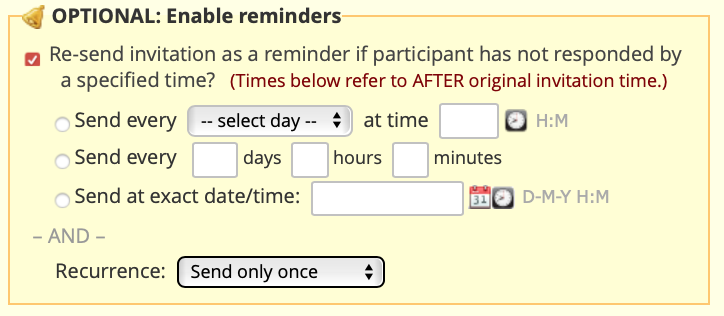 OPTIONAL: Enable reminders
Re-send invitation as a reminder if participant has not responded by
a specified time? (Times below refer to AFTER original invitation time.)
Send every -- select day -- at time H:M
Send every days hours minutes
Send at exact date/time: 31 D-M-Y H:M
– AND –
Recurrence: Send only once